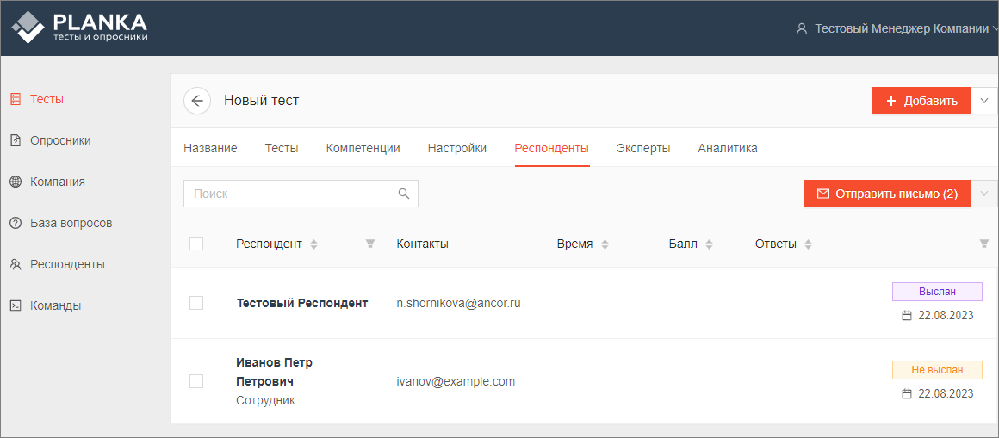 PLANKA
тесты и опросники
Тестовый Менеджер Компании
Тесты
Опросники
Компания
База вопросов
Респонденты
Команды
Новый тест
Добавить
Название Тесты Компетенции Настройки Респонденты Эксперты Аналитика
Поиск
Отправить письмо (2)
Респондент Контакты Время Балл Ответы
Тестовый Респондент n.shornikova@ancor.ru
Выслан
22.08.2023
Иванов Петр
Петрович
Сотрудник
ivanov@example.com
Не выслан
22.08.2023